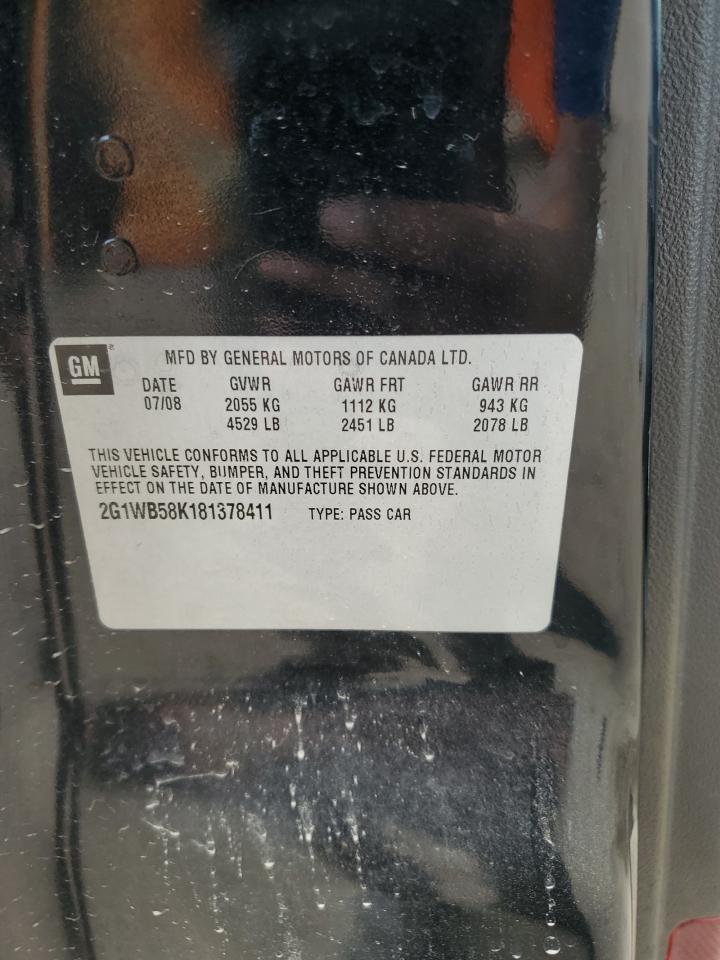 GM
MFD BY GENERAL MOTORS OF CANADA LTD.
DATE GVWR GAWR FRT GAWR RR
07/08 2055 KG 1112 KG 943 KG
4529 LB 2451 LB 2078 LB
THIS VEHICLE CONFORMS TO ALL APPLICABLE U.S. FEDERAL MOTOR
VEHICLE SAFETY, BUMPER, AND THEFT PREVENTION STANDARDS IN
EFFECT ON THE DATE OF MANUFACTURE SHOWN ABOVE.
2G1WB58K181378411 TYPE: PASS CAR